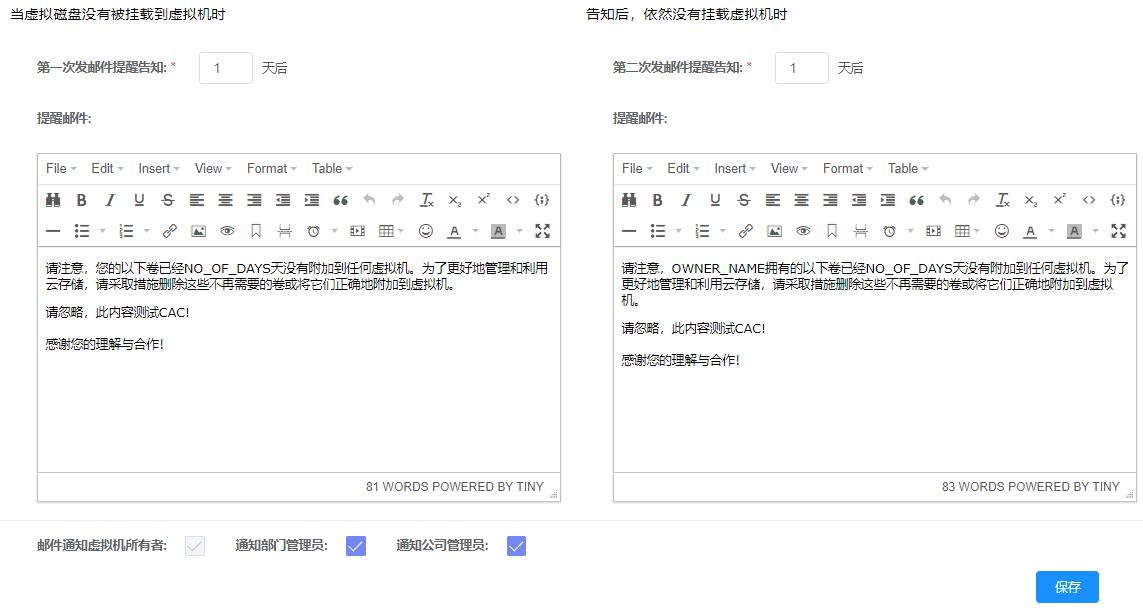 当虚拟磁盘没有被挂载到虚拟机时
第一次发邮件提醒告知: * 1 天后
提醒邮件:
File Edit Insert View Format Table
请注意，您的以下卷已经NO_OF_DAYS天没有附加到任何虚拟机。为了更好地管理和利用
云存储，请采取措施删除这些不再需要的卷或将它们正确地附加到虚拟机。
请忽略，此内容测试CAC!
感谢您的理解与合作!
81 WORDS POWERED BY TINY
告知后，依然没有挂载虚拟机时
第二次发邮件提醒告知: * 1 天后
提醒邮件:
File Edit Insert View Format Table
请注意，OWNER_NAME拥有的以下卷已经NO_OF_DAYS天没有附加到任何虚拟机。为了
更好地管理和利用云存储，请采取措施删除这些不再需要的卷或将它们正确地附加到虚拟
机。
请忽略，此内容测试CAC!
感谢您的理解与合作!
83 WORDS POWERED BY TINY
邮件通知虚拟机所有者: 通知部门管理员: 通知公司管理员:
保存